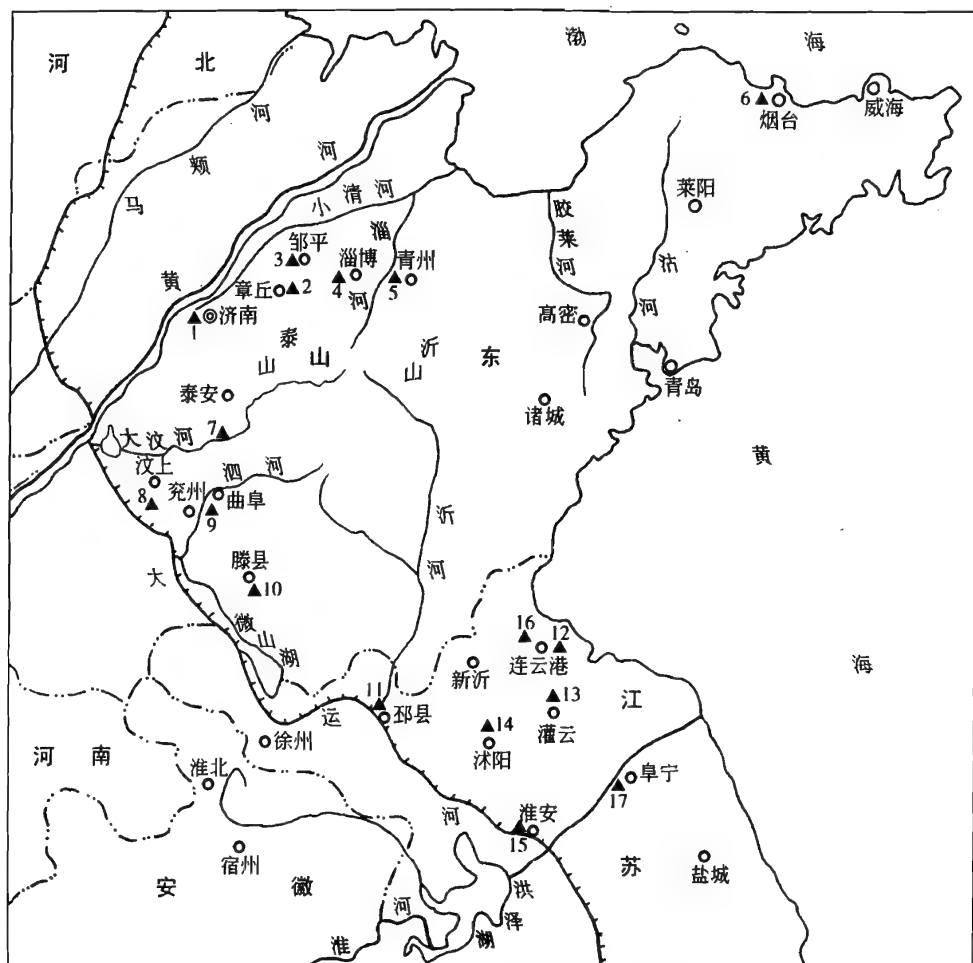 河 北
渤 海
马 颊 河
黄 河
小 清 河
淄 河
胶莱河
沽 河
6 烟台
威海
莱阳
3 邹平
4 淄博
5 青州
章丘 2
1 济南
高密
泰 山
山 东
沂 山
青岛
泰安
诸城
7
大汶河
黄 海
汶上
8
兖州
泗 河
9 曲阜
沂 河
滕县
10
大 运 河
微山湖
16 12
连云港
新沂
13
灌云
江 苏
11
邳县
14
沭阳
徐州
河 南
淮北
阜宁
17
淮安
15
宿州
盐城
安 徽
洪泽湖
淮 河